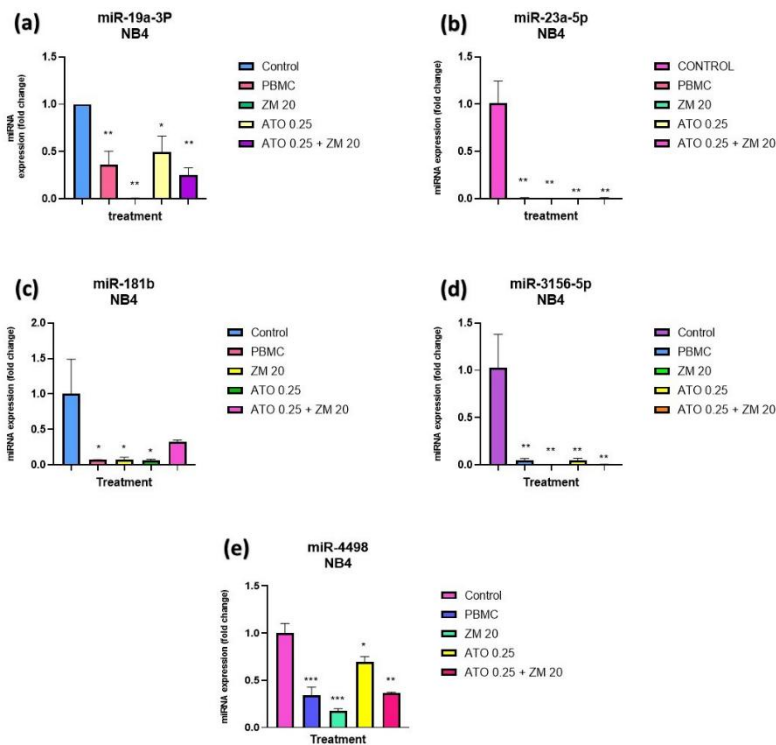 (a)
miR-19a-3P
NB4
miRNA
expression (fold change)
1.5
1.0
0.5
0.0
**
**
*
**
treatment
Control
PBMC
ZM 20
ATO 0.25
ATO 0.25 + ZM 20
(b)
miR-23a-5p
NB4
miRNA expression (fold change)
1.5
1.0
0.5
0.0
**
**
**
**
treatment
CONTROL
PBMC
ZM 20
ATO 0.25
ATO 0.25 + ZM 20
(c)
miR-181b
NB4
miRNA expression (fold change)
2.0
1.5
1.0
0.5
0.0
*
*
*
Treatment
Control
PBMC
ZM 20
ATO 0.25
ATO 0.25 + ZM 20
(d)
miR-3156-5p
NB4
miRNA expression (fold change)
1.5
1.0
0.5
0.0
**
**
**
**
Treatment
Control
PBMC
ZM 20
ATO 0.25
ATO 0.25 + ZM 20
(e)
miR-4498
NB4
miRNA expression (fold change)
1.5
1.0
0.5
0.0
***
***
*
**
Treatment
Control
PBMC
ZM 20
ATO 0.25
ATO 0.25 + ZM 20